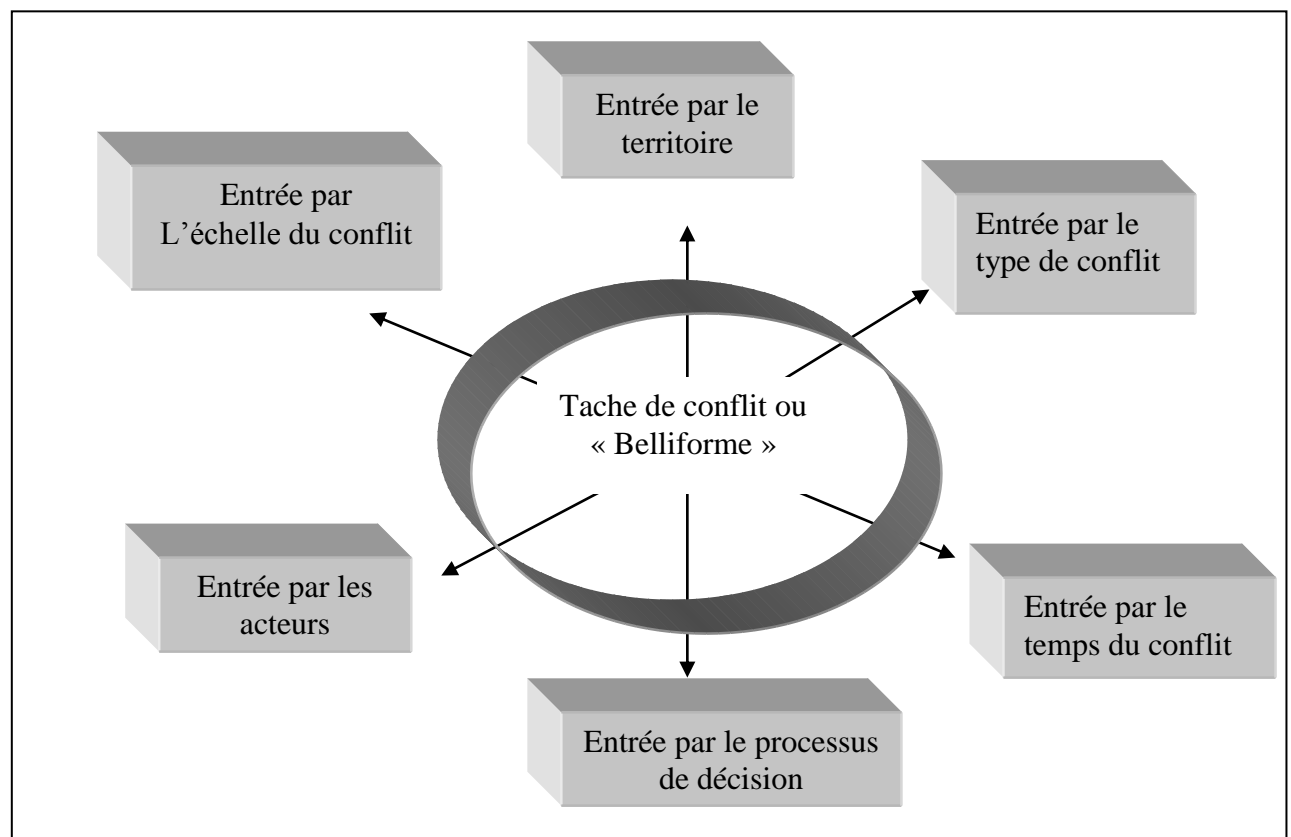 Entrée par le
territoire
Entrée par
L’échelle du conflit
Entrée par le
type de conflit
Tache de conflit ou
« Belliforme »
Entrée par les
acteurs
Entrée par le
temps du conflit
Entrée par le processus
de décision